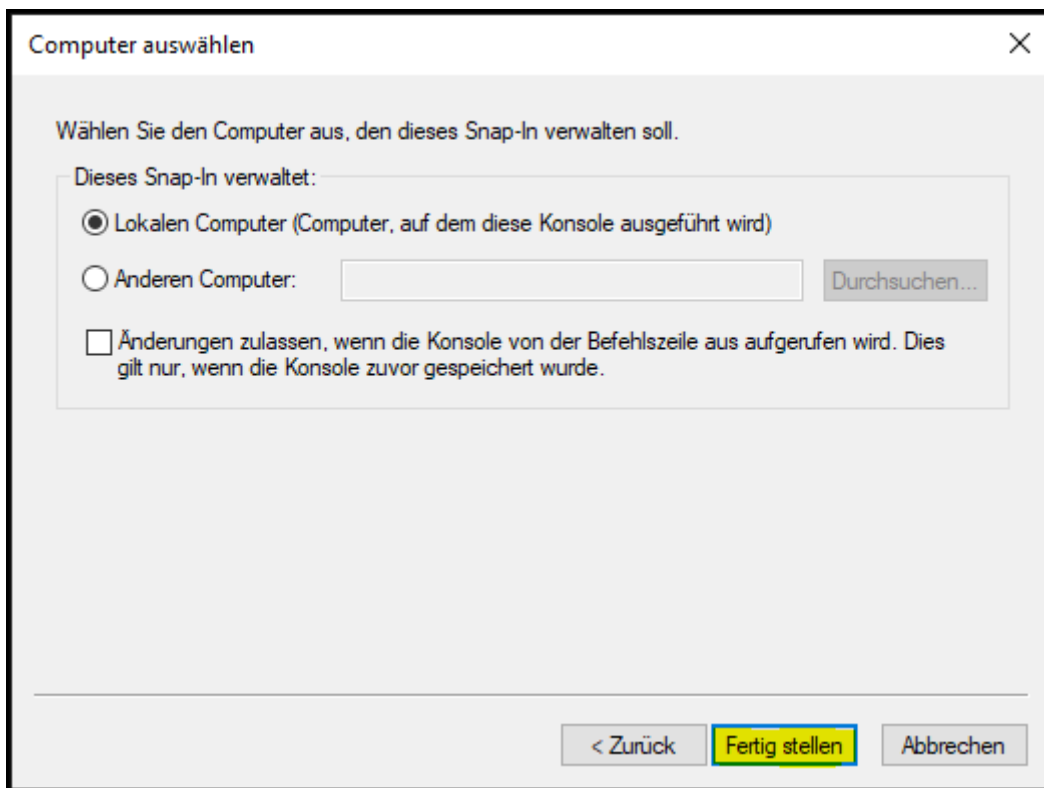 Computer auswählen
Wählen Sie den Computer aus, den dieses Snap-In verwalten soll.
Dieses Snap-In verwaltet:
Lokalen Computer (Computer, auf dem diese Konsole ausgeführt wird)
Anderen Computer:
Durchsuchen...
Änderungen zulassen, wenn die Konsole von der Befehlszeile aus aufgerufen wird. Dies
gilt nur, wenn die Konsole zuvor gespeichert wurde.
< Zurück
Fertig stellen
Abbrechen